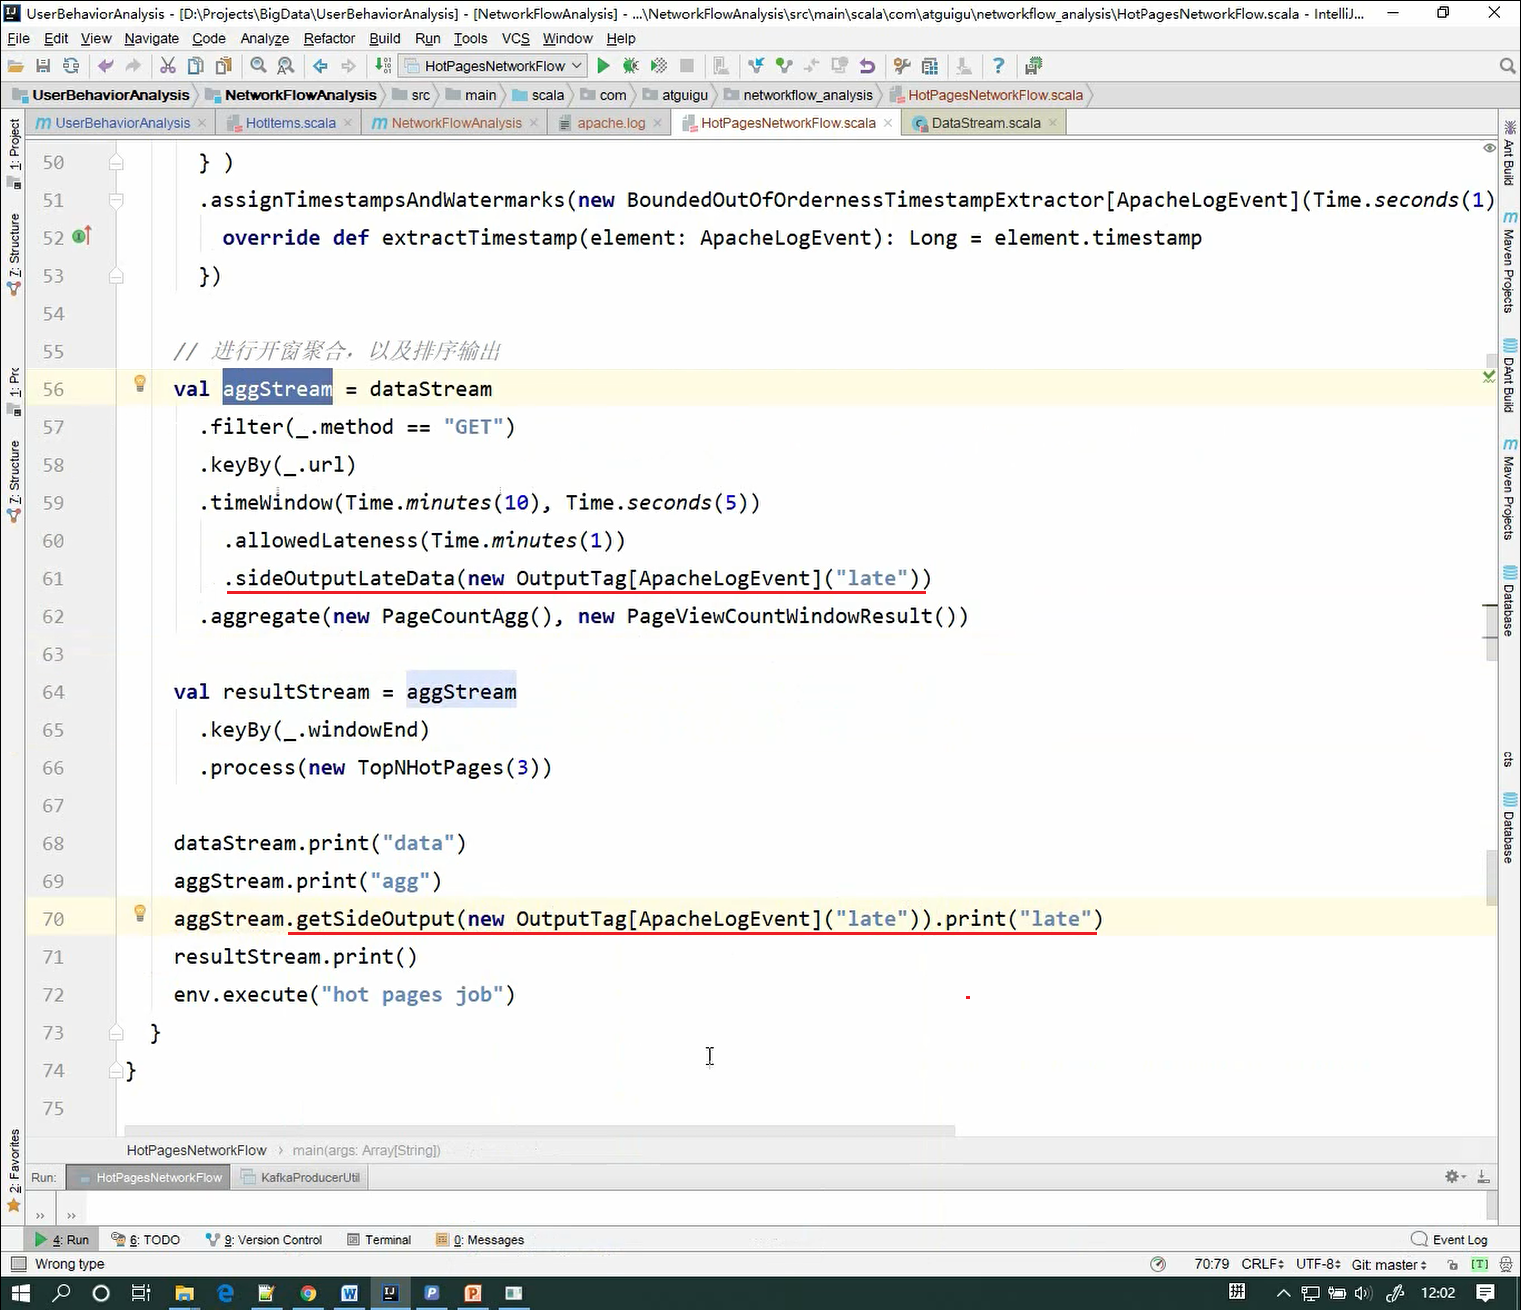 UserBehaviorAnalysis - [D:\Projects\BigData\UserBehaviorAnalysis] - [NetworkFlowAnalysis] - ...\NetworkFlowAnalysis\src\main\scala\com\atguigu\networkflow_analysis\HotPagesNetworkFlow.scala - IntelliJ...
File Edit View Navigate Code Analyze Refactor Build Run Tools VCS Window Help
HotPagesNetworkFlow
UserBehaviorAnalysis NetworkFlowAnalysis src main scala com atguigu networkflow_analysis HotPagesNetworkFlow.scala
UserBehaviorAnalysis HotItems.scala NetworkFlowAnalysis apache.log HotPagesNetworkFlow.scala DataStream.scala
50 } )
51 .assignTimestampsAndWatermarks(new BoundedOutOfOrdernessTimestampExtractor[ApacheLogEvent](Time.seconds(1)
52 override def extractTimestamp(element: ApacheLogEvent): Long = element.timestamp
53 })
54
55 // 进行开窗聚合，以及排序输出
56 val aggStream = dataStream
57 .filter(_.method == "GET")
58 .keyBy(_.url)
59 .timeWindow(Time.minutes(10), Time.seconds(5))
60 .allowedLateness(Time.minutes(1))
61 .sideOutputLateData(new OutputTag[ApacheLogEvent]("late"))
62 .aggregate(new PageCountAgg(), new PageViewCountWindowResult())
63
64 val resultStream = aggStream
65 .keyBy(_.windowEnd)
66 .process(new TopNHotPages(3))
67
68 dataStream.print("data")
69 aggStream.print("agg")
70 aggStream.getSideOutput(new OutputTag[ApacheLogEvent]("late")).print("late")
71 resultStream.print()
72 env.execute("hot pages job")
73 }
74 }
75
HotPagesNetworkFlow › main(args: Array[String])
Run: HotPagesNetworkFlow KafkaProducerUtil
4: Run 6: TODO 9: Version Control Terminal 0: Messages Event Log
Wrong type 70:79 CRLF UTF-8 Git: master [T]
12:02
1: Project
7: Structure
1: Prc
7: Structure
2: Favorites
Ant Build
Maven Projects
DAnt Build
Maven Projects
Database
cts
Database